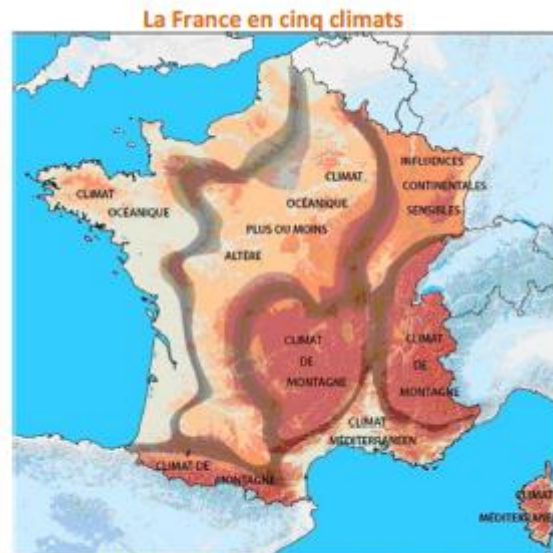 La France en cinq climats
CLIMAT
OCÉANIQUE
CLIMAT
OCÉANIQUE
PLUS OU MOINS
ALTÉRÉ
INFLUENCES
CONTINENTALES
SENSIBLES
CLIMAT
DE
MONTAGNE
CLIMAT
DE
MONTAGNE
CLIMAT
MÉDITERRANÉEN
CLIMAT DE
MONTAGNE
CLIMAT